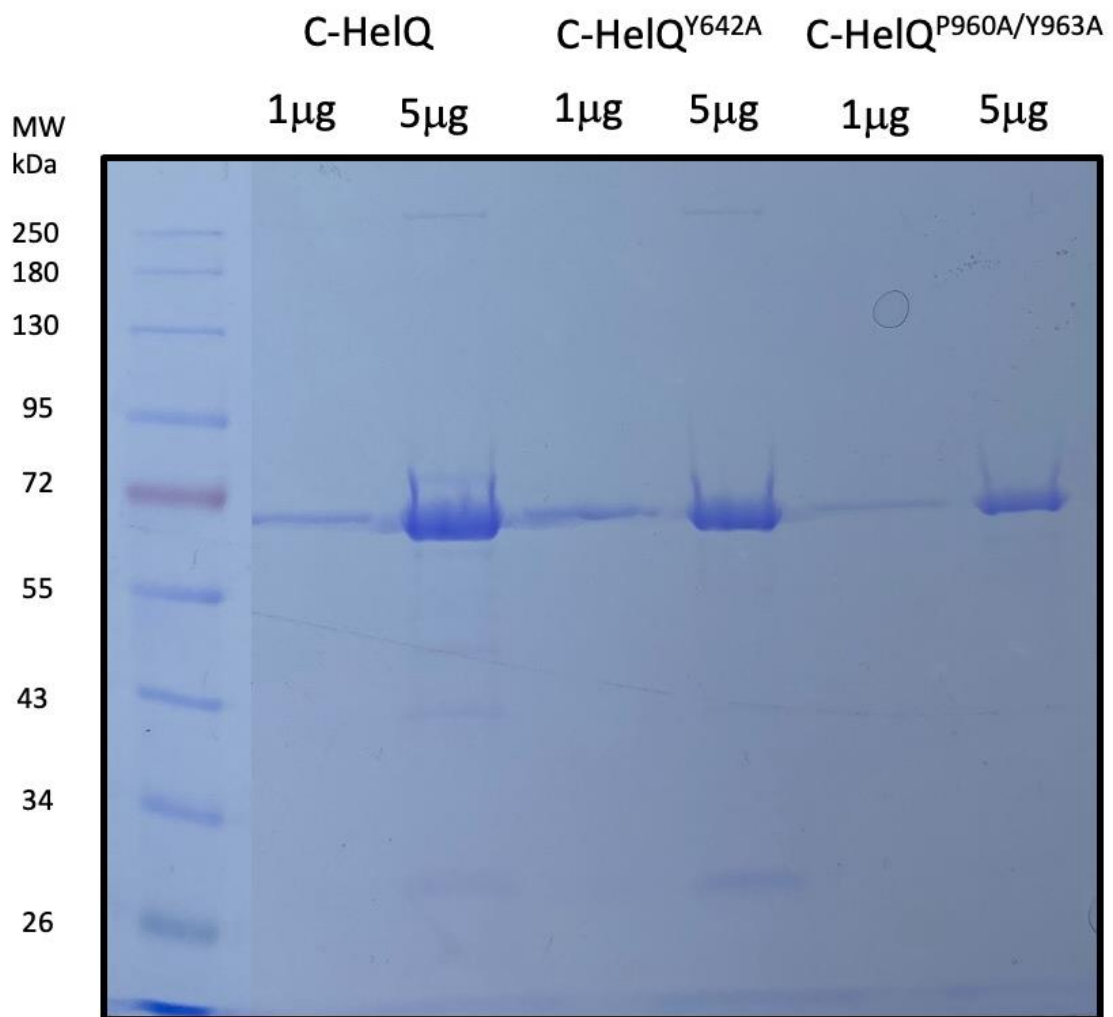 C-HelQ C-HelQY642A C-HelQP960A/Y963A
1μg 5μg 1μg 5μg 1μg 5μg
MW
kDa
250
180
130
95
72
55
43
34
26